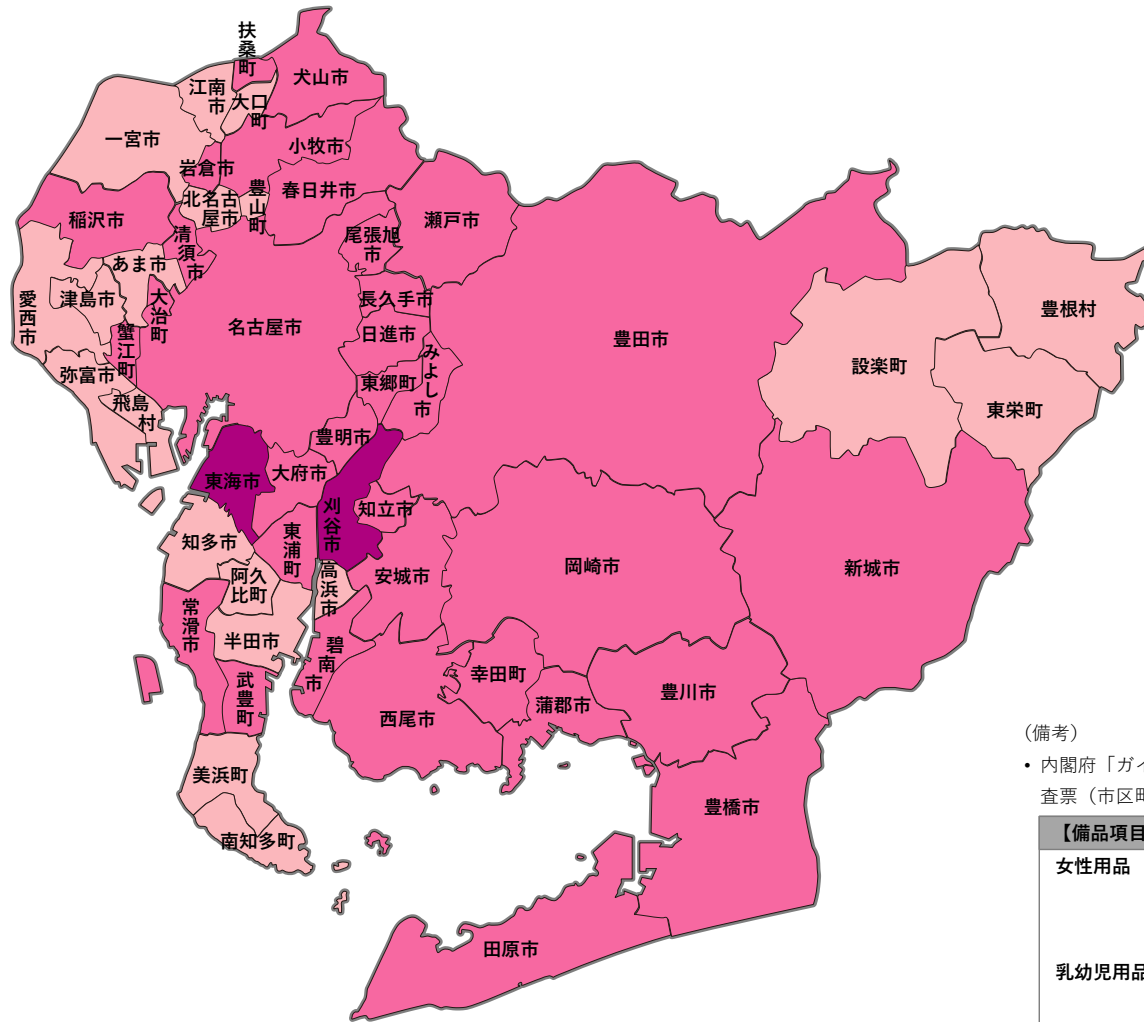 扶桑町
犬山市
江南市
大口町
一宮市
小牧市
岩倉市
春日井市
北名古屋市
豊山町
稲沢市
瀬戸市
清須市
尾張旭市
あま市
津島市
愛西市
大治町
長久手市
豊根村
名古屋市
日進市
豊田市
蟹江町
みよし市
設楽町
弥富市
東郷町
飛島村
東栄町
豊明市
東海市
大府市
刈谷市
知立市
知多市
東浦町
岡崎市
新城市
阿久比町
高浜市
安城市
常滑市
半田市
碧南市
武豊町
幸田町
豊川市
西尾市
蒲郡市
美浜町
豊橋市
南知多町
田原市
(備考)
• 内閣府「ガイ
査票（市区町
【備品項目
女性用品
乳幼児用品